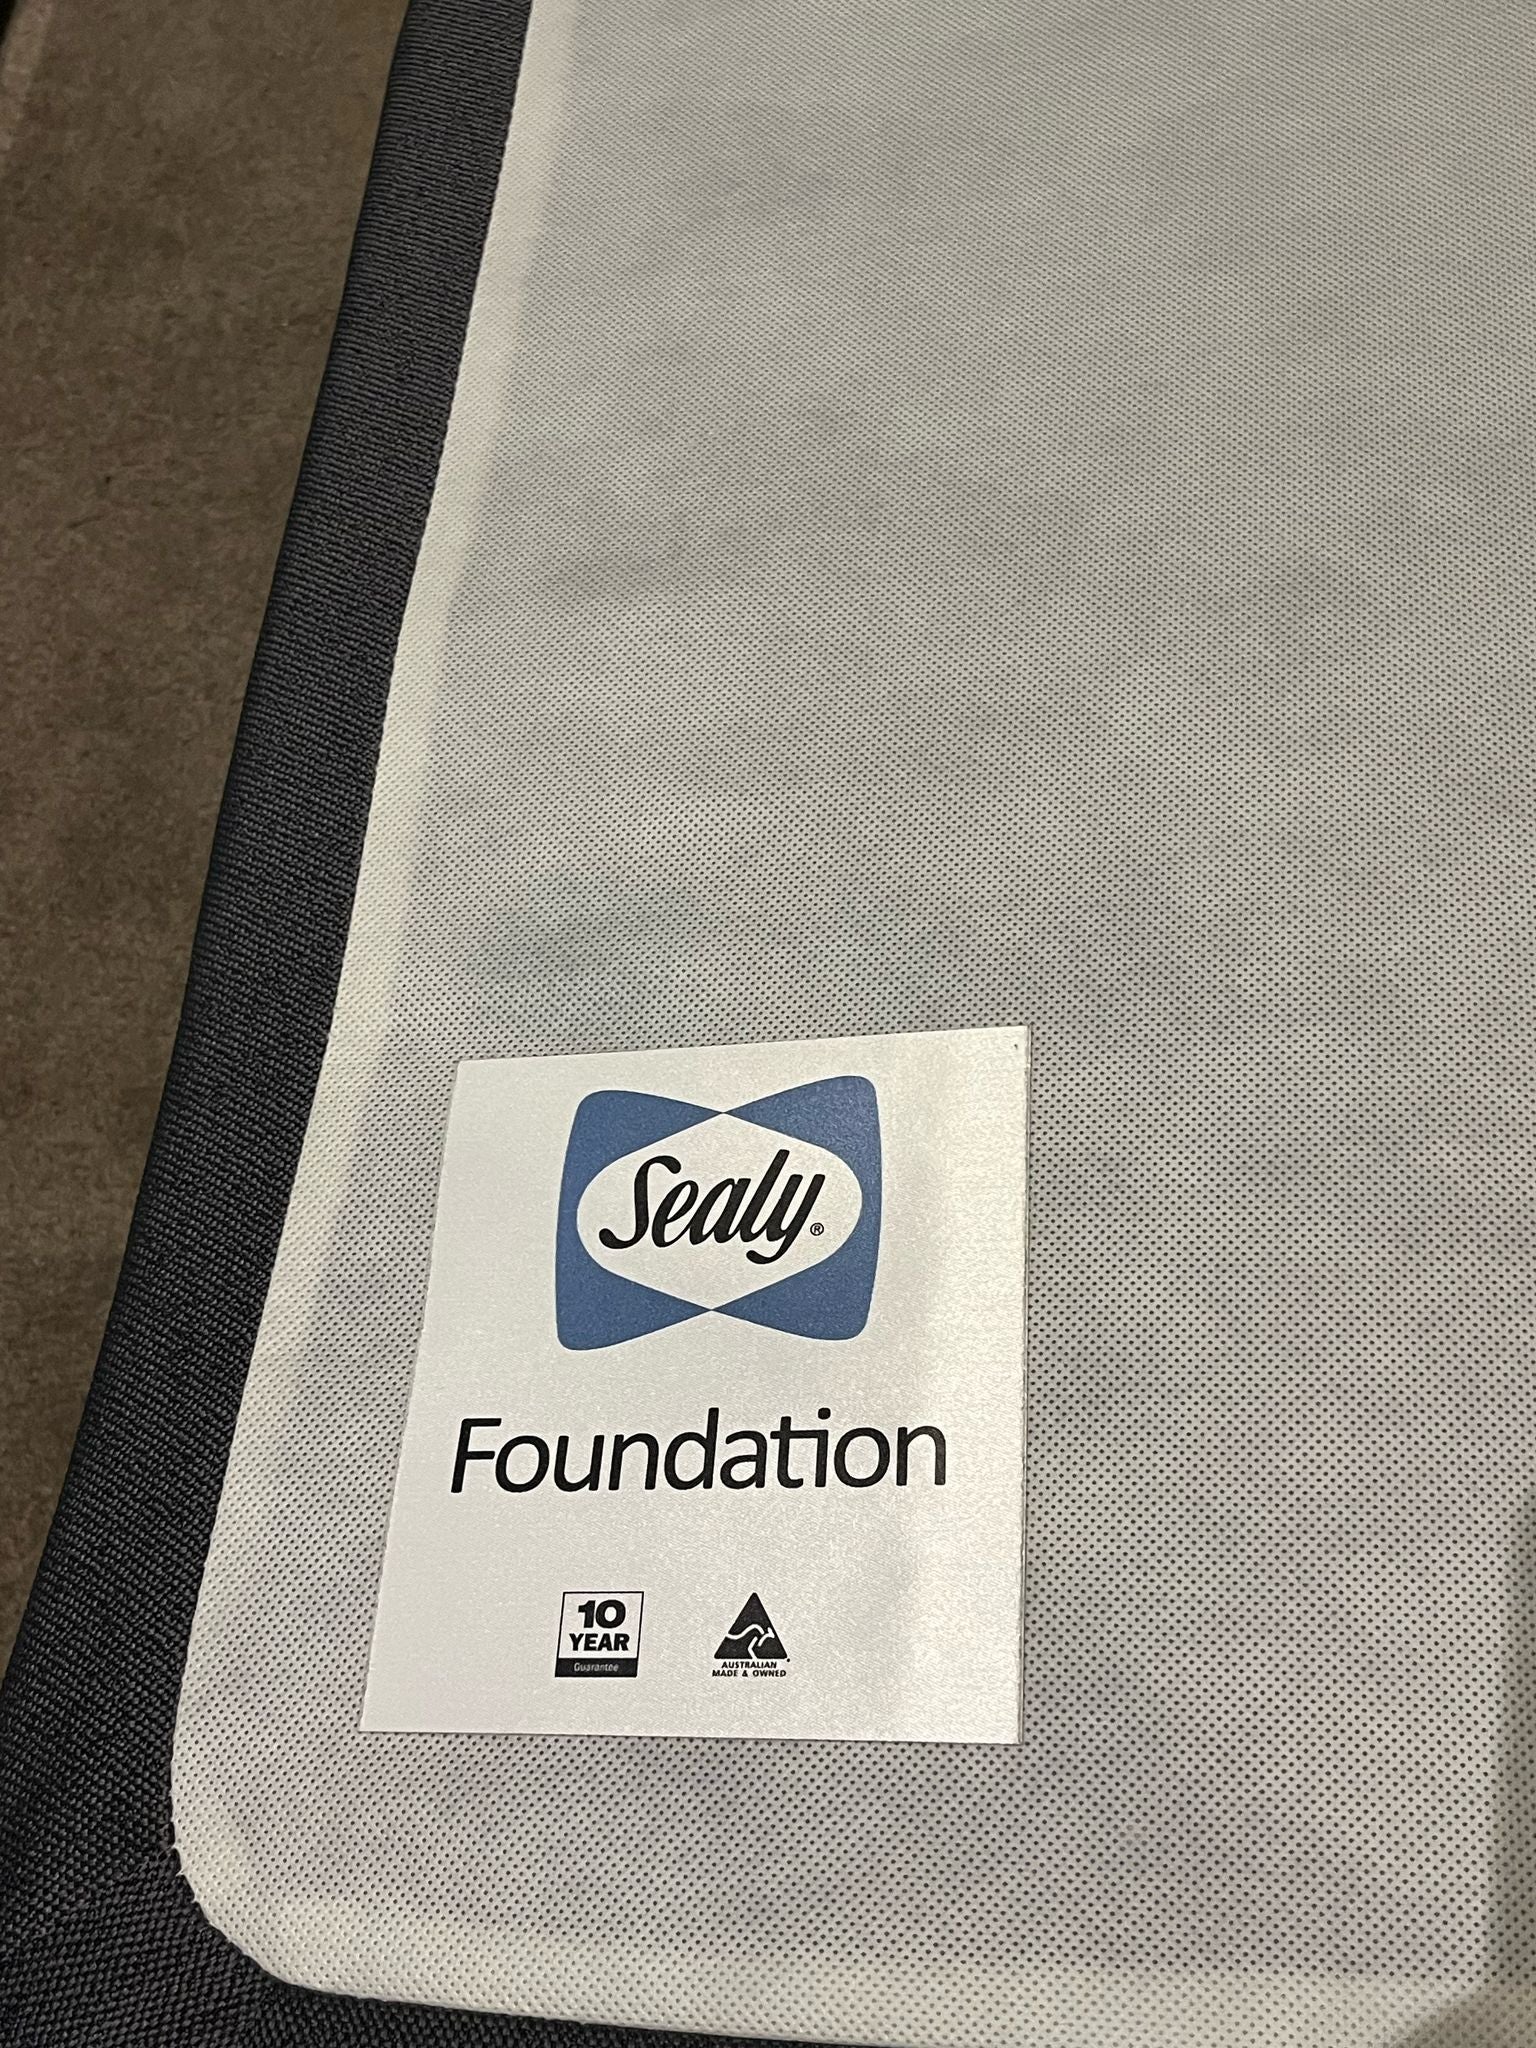 Sealy®
Foundation
10
YEAR
Guarantee
AUSTRALIAN
MADE & OWNED